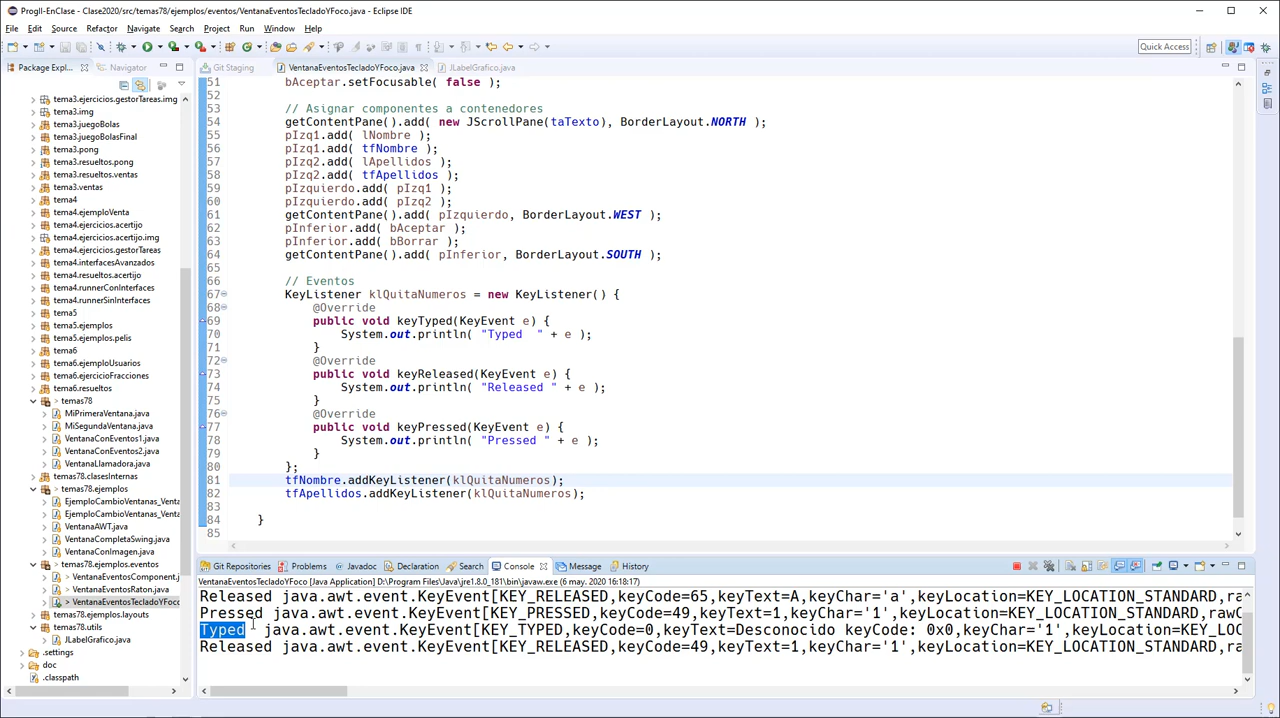 ProgII-EnClase - Clase2020/src/temas78/ejemplos/eventos/VentanaEventosTecladoYFoco.java - Eclipse IDE
File Edit Source Refactor Navigate Search Project Run Window Help
Quick Access
Package Expl...
Navigator
Git Staging
VentanaEventosTecladoYFoco.java
JLabelGrafico.java
tema3.ejercicios.gestorTareas.img
tema3.img
tema3.juegoBolas
tema3.juegoBolasFinal
tema3.pong
tema3.resueltos.pong
tema3.resueltos.ventas
tema3.ventas
tema4
tema4.ejemploVenta
tema4.ejercicios.acertijo
tema4.ejercicios.acertijo.img
tema4.ejercicios.gestorTareas
tema4.interfacesAvanzados
tema4.resueltos.acertijo
tema4.runnerConInterfaces
tema4.runnerSinInterfaces
tema5
tema5.ejemplos
tema5.ejemplos.pelis
tema6
tema6.ejemploUsuarios
tema6.ejercicioFracciones
tema6.resueltos
> temas78
MiPrimeraVentana.java
MiSegundaVentana.java
VentanaConEventos1.java
VentanaConEventos2.java
VentanaLlamadora.java
temas78.clasesInternas
> temas78.ejemplos
EjemploCambioVentanas_Venta
EjemploCambioVentanas_Venta
VentanaAWT.java
VentanaCompletaSwing.java
VentanaConImagen.java
> temas78.ejemplos.eventos
> VentanaEventosComponent.j
VentanaEventosRaton.java
> VentanaEventosTecladoYFoco
temas78.ejemplos.layouts
temas78.utils
JLabelGrafico.java
.settings
doc
.classpath
51 bAceptar.setFocusable( false );
52
53 // Asignar componentes a contenedores
54 getContentPane().add( new JScrollPane(taTexto), BorderLayout.NORTH );
55 pIzq1.add( lNombre );
56 pIzq1.add( tfNombre );
57 pIzq2.add( lApellidos );
58 pIzq2.add( tfApellidos );
59 pIzquierdo.add( pIzq1 );
60 pIzquierdo.add( pIzq2 );
61 getContentPane().add( pIzquierdo, BorderLayout.WEST );
62 pInferior.add( bAceptar );
63 pInferior.add( bBorrar );
64 getContentPane().add( pInferior, BorderLayout.SOUTH );
65
66 // Eventos
67 KeyListener klQuitaNumeros = new KeyListener() {
68 @Override
69 public void keyTyped(KeyEvent e) {
70 System.out.println( "Typed  " + e );
71 }
72 @Override
73 public void keyReleased(KeyEvent e) {
74 System.out.println( "Released " + e );
75 }
76 @Override
77 public void keyPressed(KeyEvent e) {
78 System.out.println( "Pressed " + e );
79 }
80 };
81 tfNombre.addKeyListener(klQuitaNumeros);
82 tfApellidos.addKeyListener(klQuitaNumeros);
83
84 }
85
Git Repositories Problems Javadoc Declaration Search Console Message History
VentanaEventosTecladoYFoco [Java Application] D:\Program Files\Java\jre1.8.0_181\bin\javaw.exe (6 may. 2020 16:18:17)
Released java.awt.event.KeyEvent[KEY_RELEASED,keyCode=65,keyText=A,keyChar='a',keyLocation=KEY_LOCATION_STANDARD,ra
Pressed java.awt.event.KeyEvent[KEY_PRESSED,keyCode=49,keyText=1,keyChar='1',keyLocation=KEY_LOCATION_STANDARD,rawC
Typed  java.awt.event.KeyEvent[KEY_TYPED,keyCode=0,keyText=Desconocido keyCode: 0x0,keyChar='1',keyLocation=KEY_LOC
Released java.awt.event.KeyEvent[KEY_RELEASED,keyCode=49,keyText=1,keyChar='1',keyLocation=KEY_LOCATION_STANDARD,ra